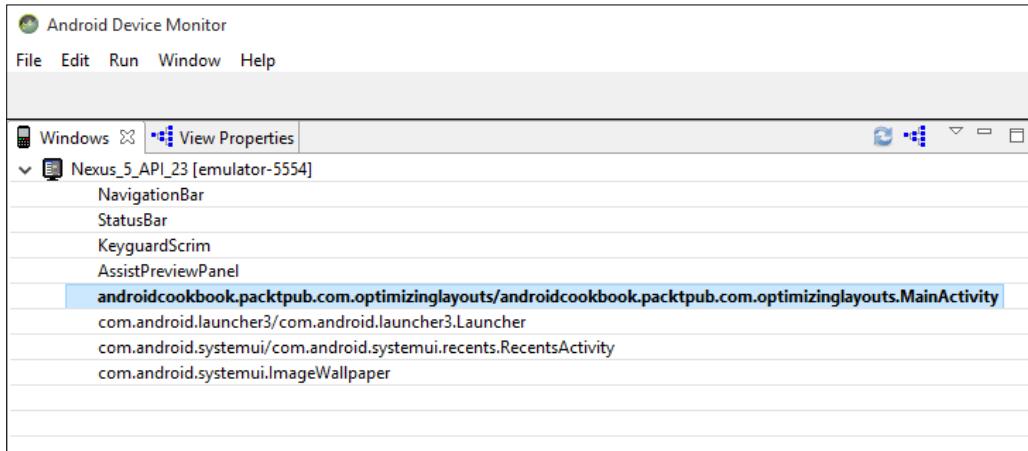 Android Device Monitor
File Edit Run Window Help
Windows View Properties
Nexus_5_API_23 [emulator-5554]
NavigationBar
StatusBar
KeyguardScrim
AssistPreviewPanel
androidcookbook.packtpub.com.optimizinglayouts/androidcookbook.packtpub.com.optimizinglayouts.MainActivity
com.android.launcher3/com.android.launcher3.Launcher
com.android.systemui/com.android.systemui.recents.RecentsActivity
com.android.systemui.ImageWallpaper